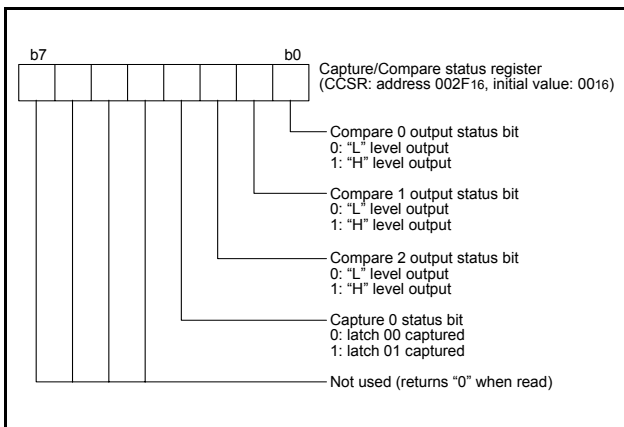 b7 b0
Capture/Compare status register
(CCSR: address 002F16, initial value: 0016)
Compare 0 output status bit
0: “L” level output
1: “H” level output
Compare 1 output status bit
0: “L” level output
1: “H” level output
Compare 2 output status bit
0: “L” level output
1: “H” level output
Capture 0 status bit
0: latch 00 captured
1: latch 01 captured
Not used (returns “0” when read)